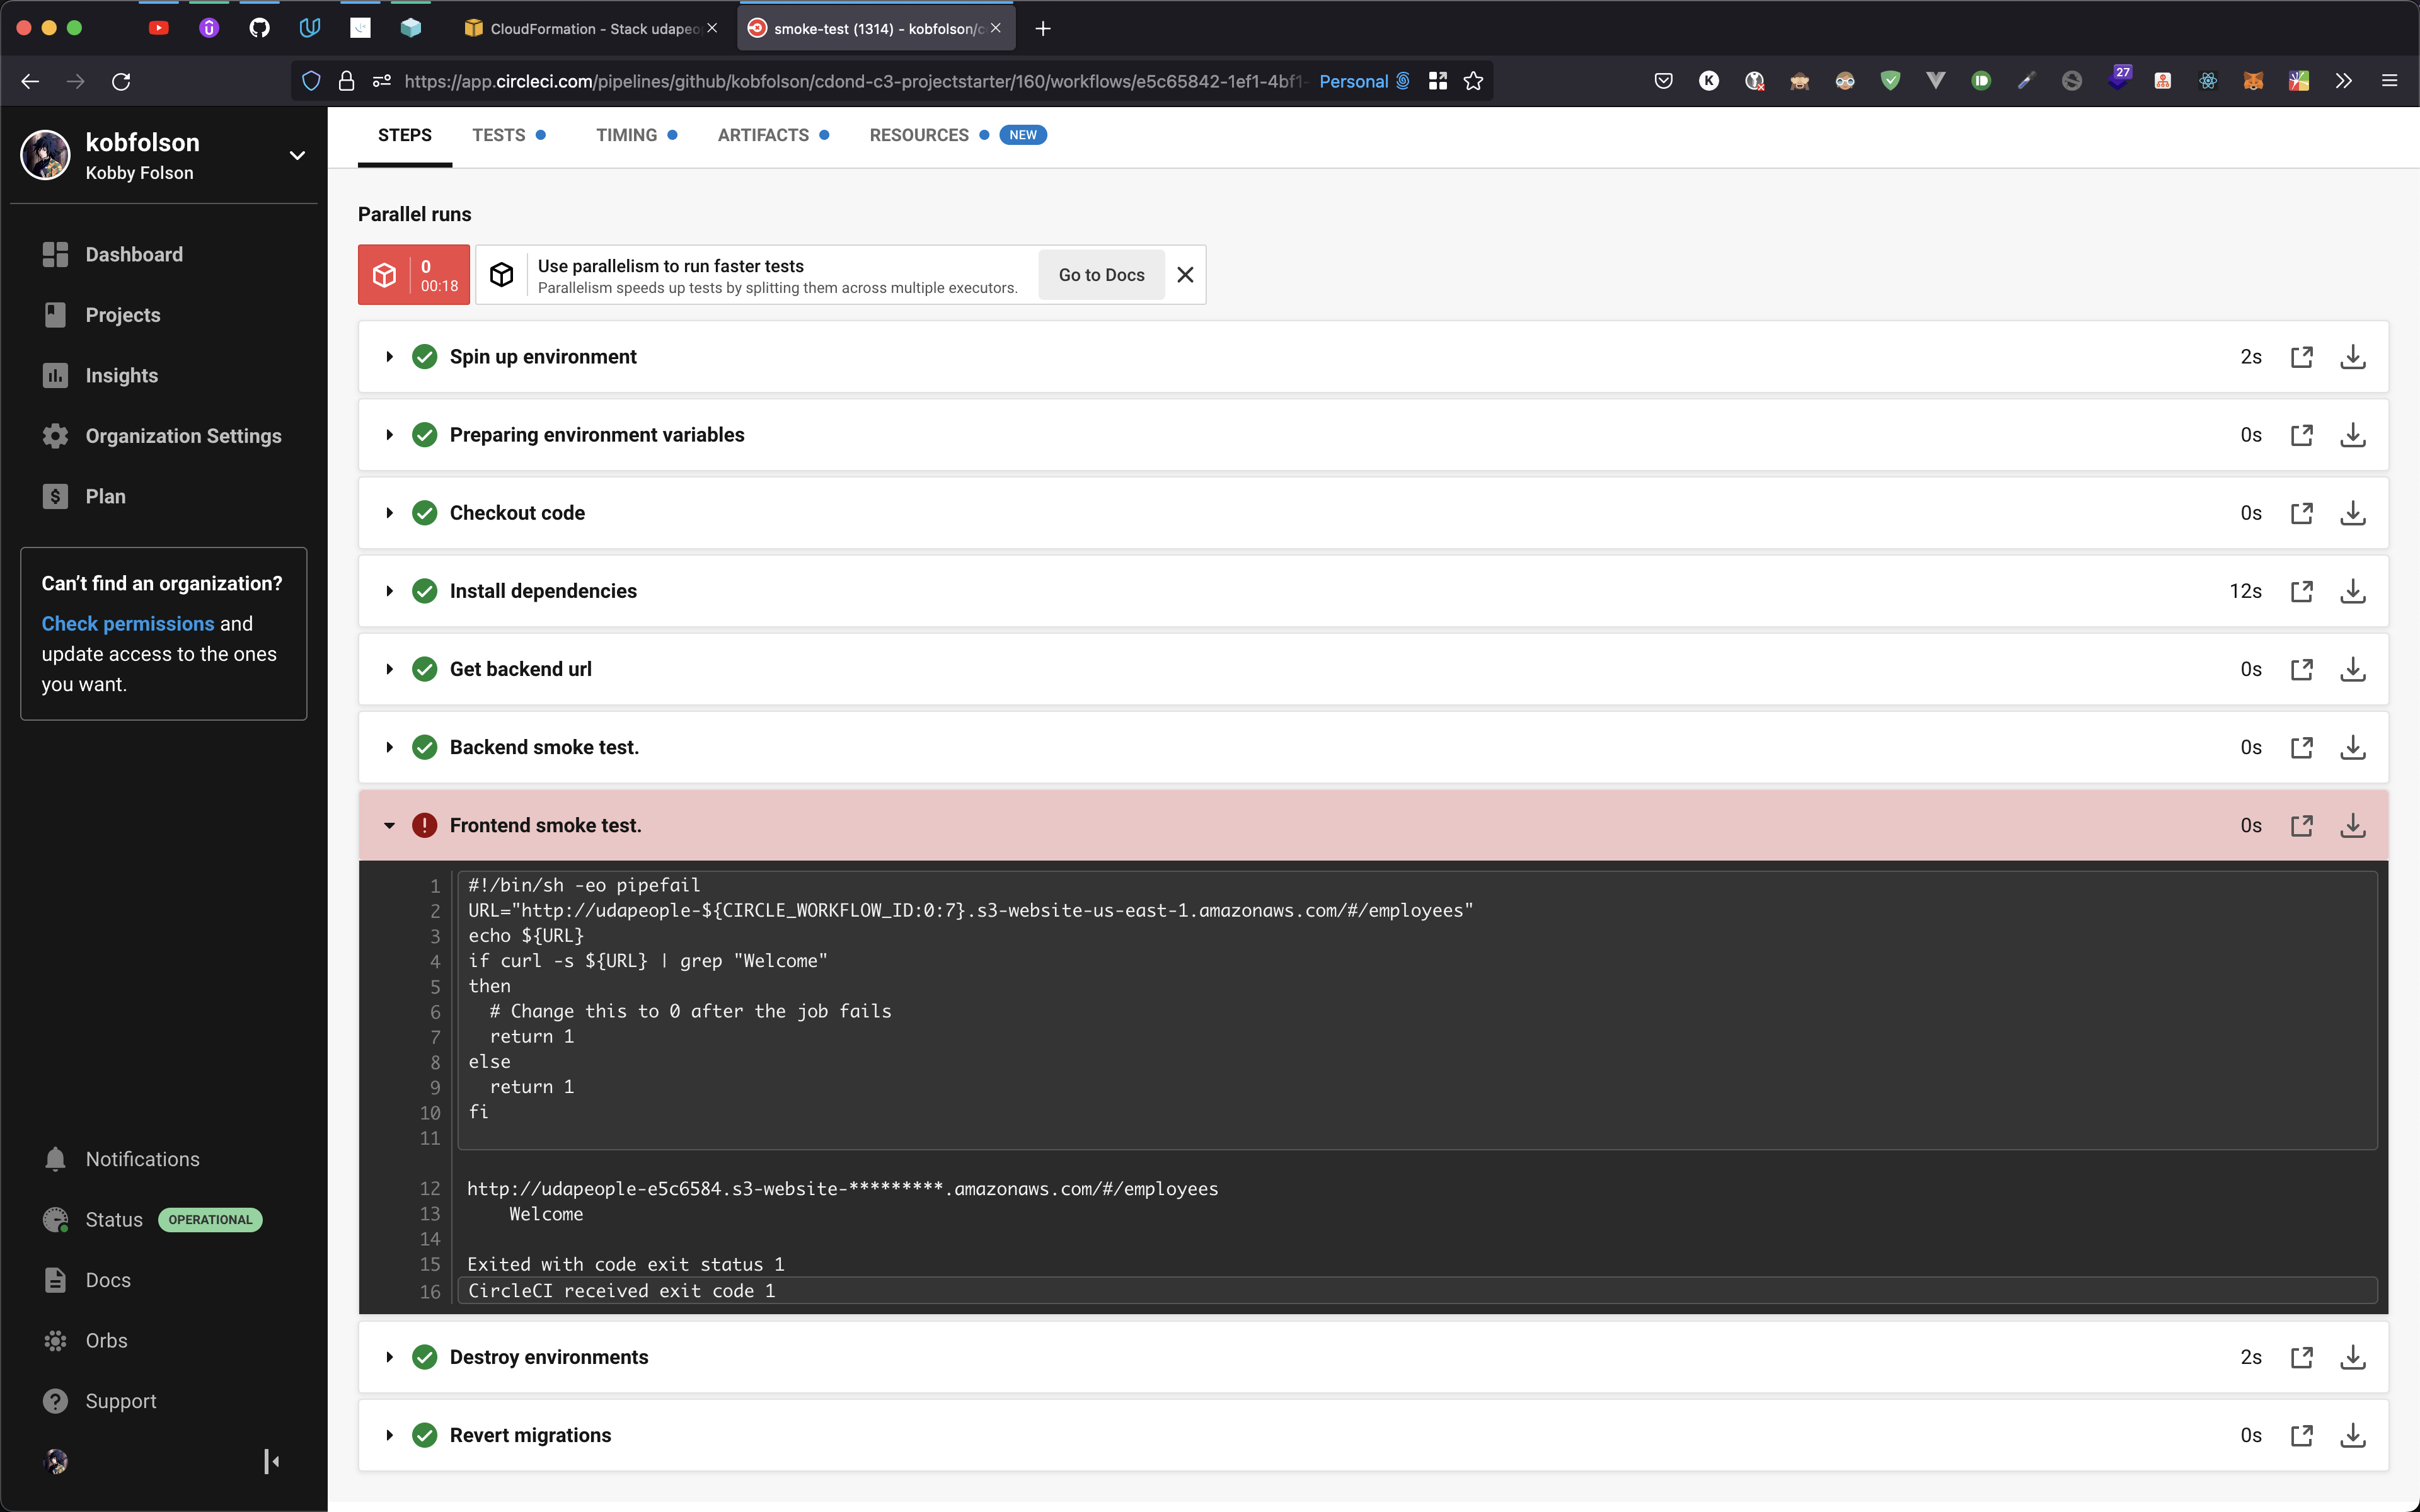 CloudFormation - Stack udapeo
smoke-test (1314) - kobfolson/c
https://app.circleci.com/pipelines/github/kobfolson/cdond-c3-projectstarter/160/workflows/e5c65842-1ef1-4bf1-
Personal
27
kobfolson
Kobby Folson
Dashboard
Projects
Insights
Organization Settings
Plan
Can’t find an organization?
Check permissions and
update access to the ones
you want.
Notifications
Status OPERATIONAL
Docs
Orbs
Support
STEPS TESTS TIMING ARTIFACTS RESOURCES NEW
Parallel runs
0
00:18
Use parallelism to run faster tests
Parallelism speeds up tests by splitting them across multiple executors.
Go to Docs
Spin up environment 2s
Preparing environment variables 0s
Checkout code 0s
Install dependencies 12s
Get backend url 0s
Backend smoke test. 0s
Frontend smoke test. 0s
1 #!/bin/sh -eo pipefail
2 URL="http://udapeople-${CIRCLE_WORKFLOW_ID:0:7}.s3-website-us-east-1.amazonaws.com/#/employees"
3 echo ${URL}
4 if curl -s ${URL} | grep "Welcome"
5 then
6 # Change this to 0 after the job fails
7 return 1
8 else
9 return 1
10 fi
11
12 http://udapeople-e5c6584.s3-website-*********.amazonaws.com/#/employees
13 Welcome
14
15 Exited with code exit status 1
16 CircleCI received exit code 1
Destroy environments 2s
Revert migrations 0s